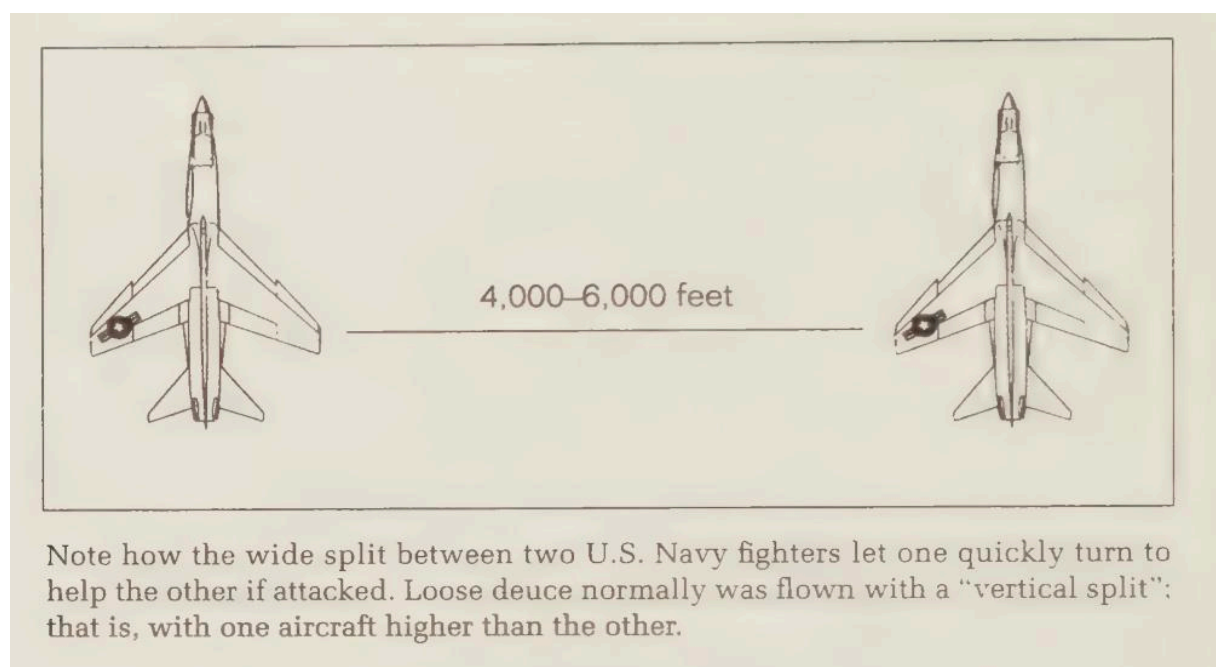 4,000–6,000 feet
Note how the wide split between two U.S. Navy fighters let one quickly turn to
help the other if attacked. Loose deuce normally was flown with a “vertical split”:
that is, with one aircraft higher than the other.